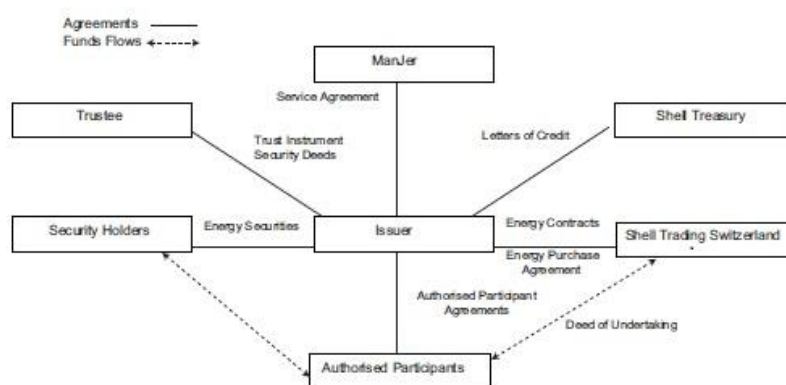 Agreements
Funds Flows
ManJer
Service Agreement
Trustee
Shell Treasury
Trust Instrument
Security Deeds
Letters of Credit
Security Holders
Energy Securities
Issuer
Energy Contracts
Shell Trading Switzerland
Energy Purchase
Agreement
Authorised Participant
Agreements
Deed of Undertaking
Authorised Participants